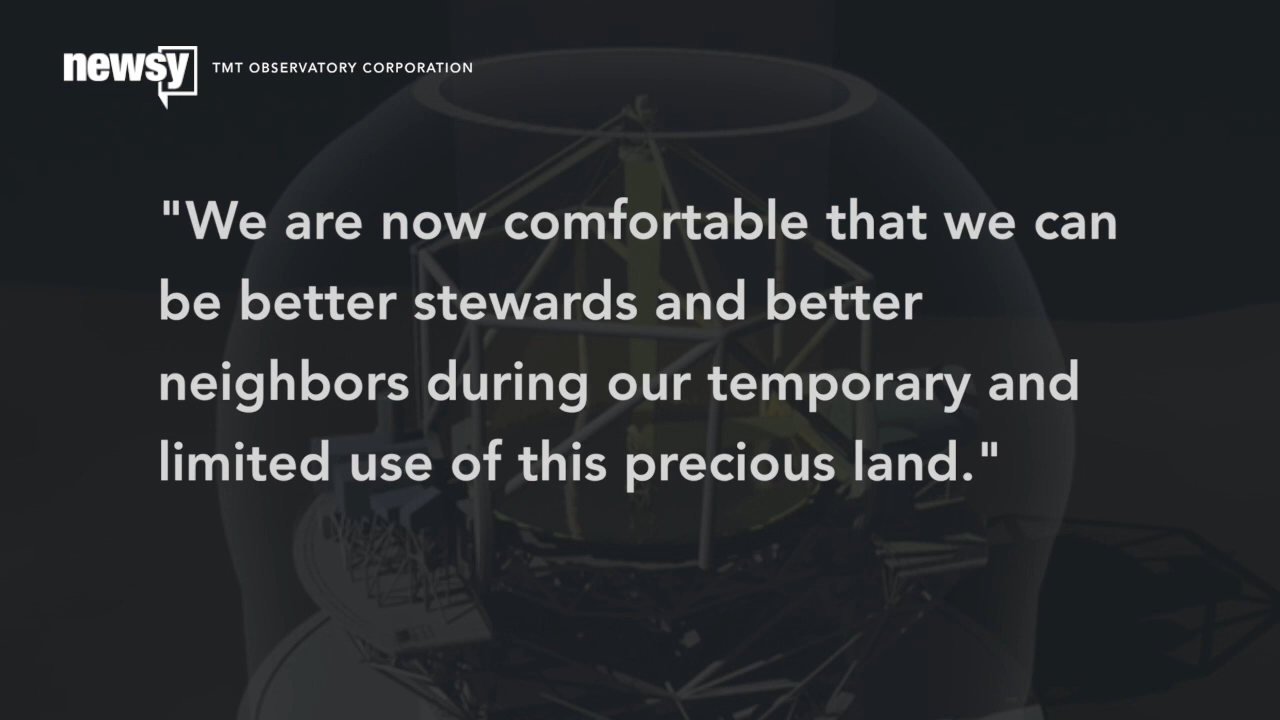 newsy TMT OBSERVATORY CORPORATION
"We are now comfortable that we can
be better stewards and better
neighbors during our temporary and
limited use of this precious land."